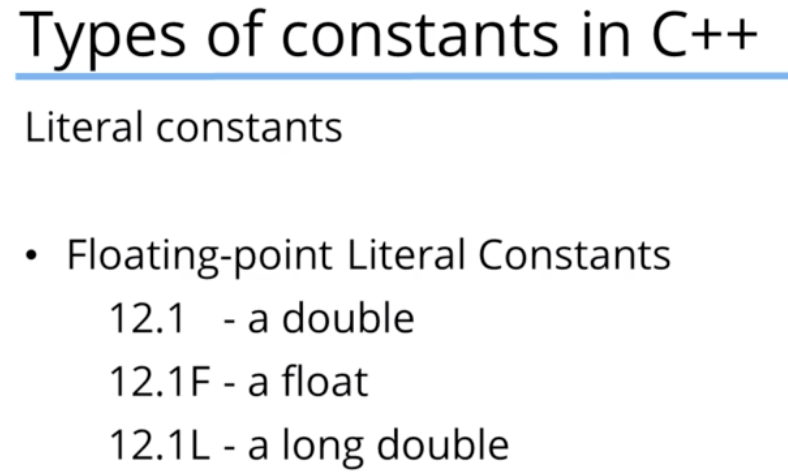 Types of constants in C++
Literal constants
• Floating-point Literal Constants
12.1 - a double
12.1F - a float
12.1L - a long double